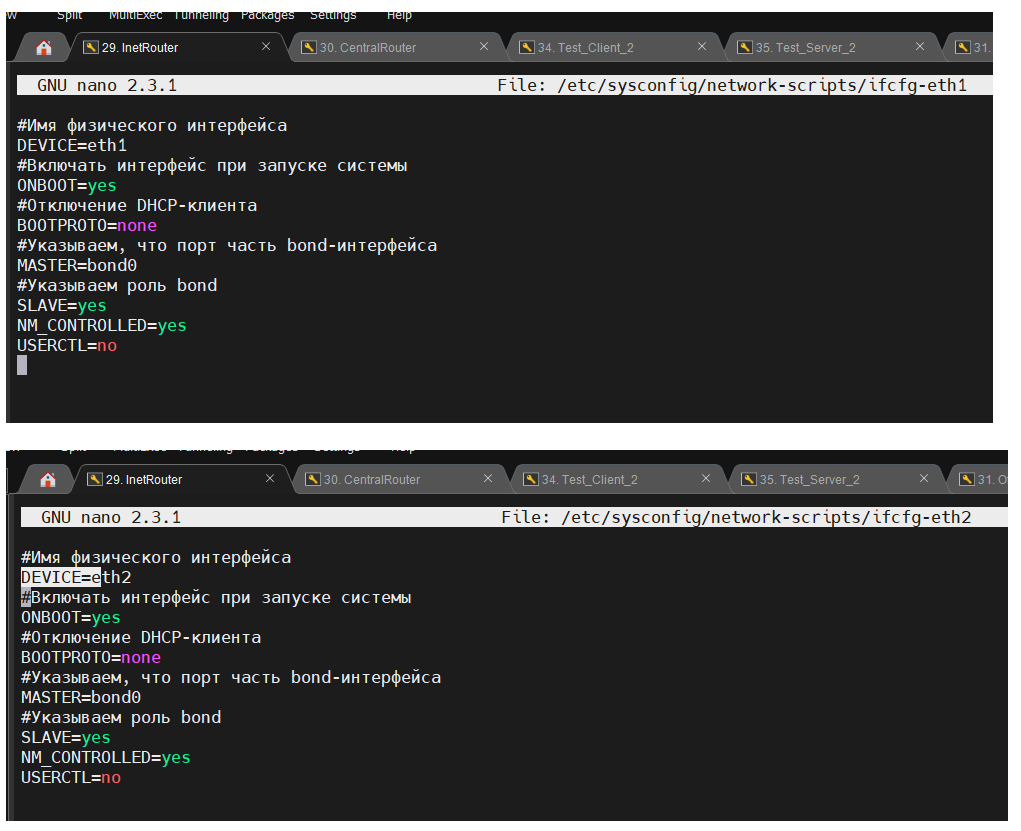 Split MultiExec Tunneling Packages Settings Help
29. InetRouter 30. CentralRouter 34. Test_Client_2 35. Test_Server_2 31.
GNU nano 2.3.1 File: /etc/sysconfig/network-scripts/ifcfg-eth1
#Имя физического интерфейса
DEVICE=eth1
#Включать интерфейс при запуске системы
ONBOOT=yes
#Отключение DHCP-клиента
BOOTPROTO=none
#Указываем, что порт часть bond-интерфейса
MASTER=bond0
#Указываем роль bond
SLAVE=yes
NM_CONTROLLED=yes
USERCTL=no
29. InetRouter 30. CentralRouter 34. Test_Client_2 35. Test_Server_2 31. O
GNU nano 2.3.1 File: /etc/sysconfig/network-scripts/ifcfg-eth2
#Имя физического интерфейса
DEVICE=eth2
#Включать интерфейс при запуске системы
ONBOOT=yes
#Отключение DHCP-клиента
BOOTPROTO=none
#Указываем, что порт часть bond-интерфейса
MASTER=bond0
#Указываем роль bond
SLAVE=yes
NM_CONTROLLED=yes
USERCTL=no